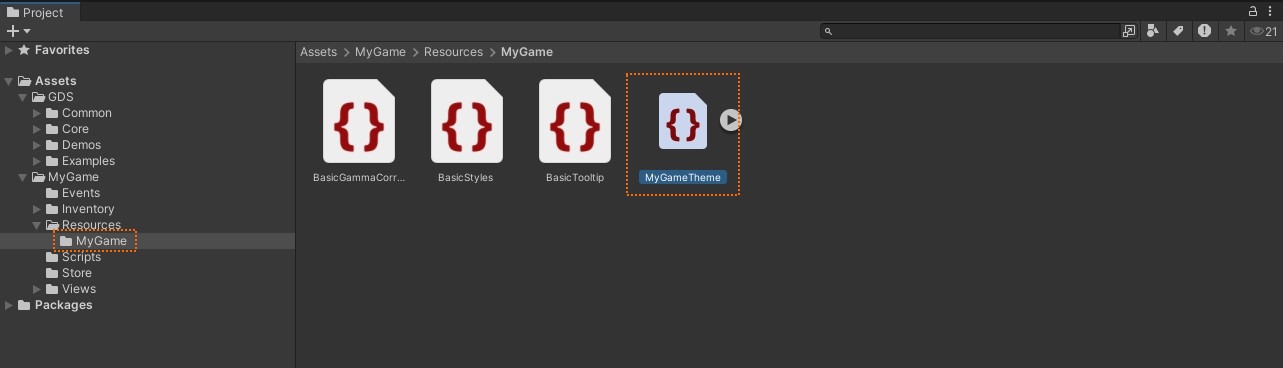 Project
21
Favorites
Assets
GDS
Common
Core
Demos
Examples
MyGame
Events
Inventory
Resources
MyGame
Scripts
Store
Views
Packages
Assets > MyGame > Resources > MyGame
BasicGammaCorr...
BasicStyles
BasicTooltip
MyGameTheme